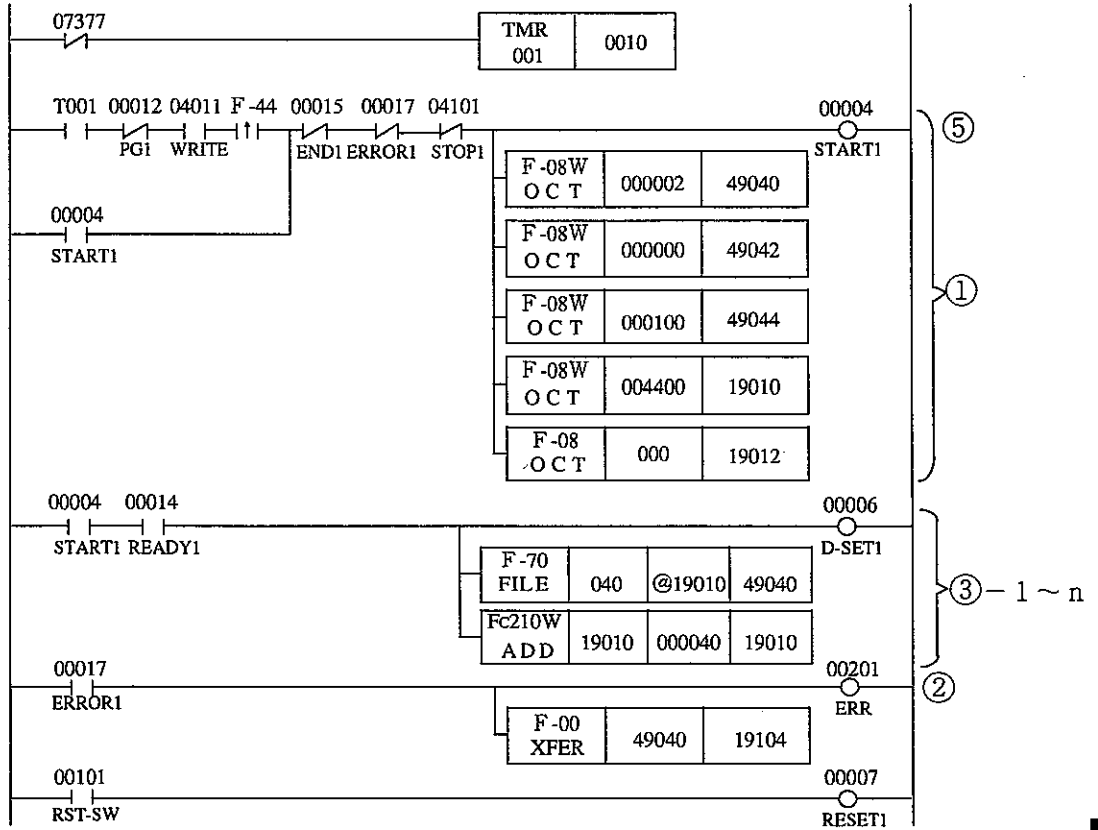 07377
TMR 001 0010
T001 00012 04011 F-44 00015 00017 04101 00004
↑
PG1 WRITE END1 ERROR1 STOP1 START1
⑤
F-08W OCT 000002 49040
00004
START1
F-08W OCT 000000 49042
①
F-08W OCT 000100 49044
F-08W OCT 004400 19010
F-08 OCT 000 19012
00004 00014 00006
START1 READY1 D-SET1
F-70 FILE 040 @19010 49040
③-1~n
Fc210W ADD 19010 000040 19010
00017 00201
ERROR1 ERR
②
F-00 XFER 49040 19104
00101 00007
RST-SW RESET1